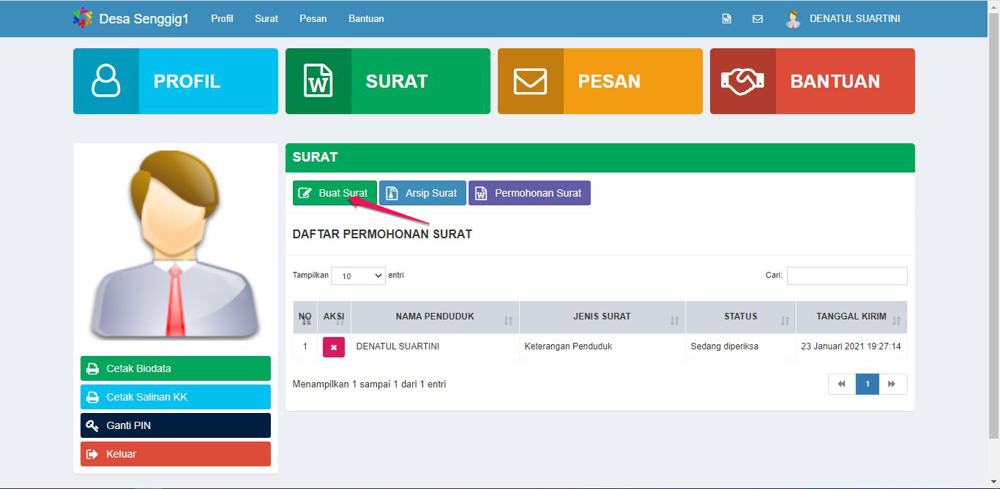 Desa Senggig1 Profil Surat Pesan Bantuan DENATUL SUARTINI
PROFIL SURAT PESAN BANTUAN
SURAT
Buat Surat Arsip Surat Permohonan Surat
DAFTAR PERMOHONAN SURAT
Tampilkan 10 entri Cari:
NO AKSI NAMA PENDUDUK JENIS SURAT STATUS TANGGAL KIRIM
1 DENATUL SUARTINI Keterangan Penduduk Sedang diperiksa 23 Januari 2021 19:27:14
Menampilkan 1 sampai 1 dari 1 entri 1
Cetak Biodata
Cetak Salinan KK
Ganti PIN
Keluar